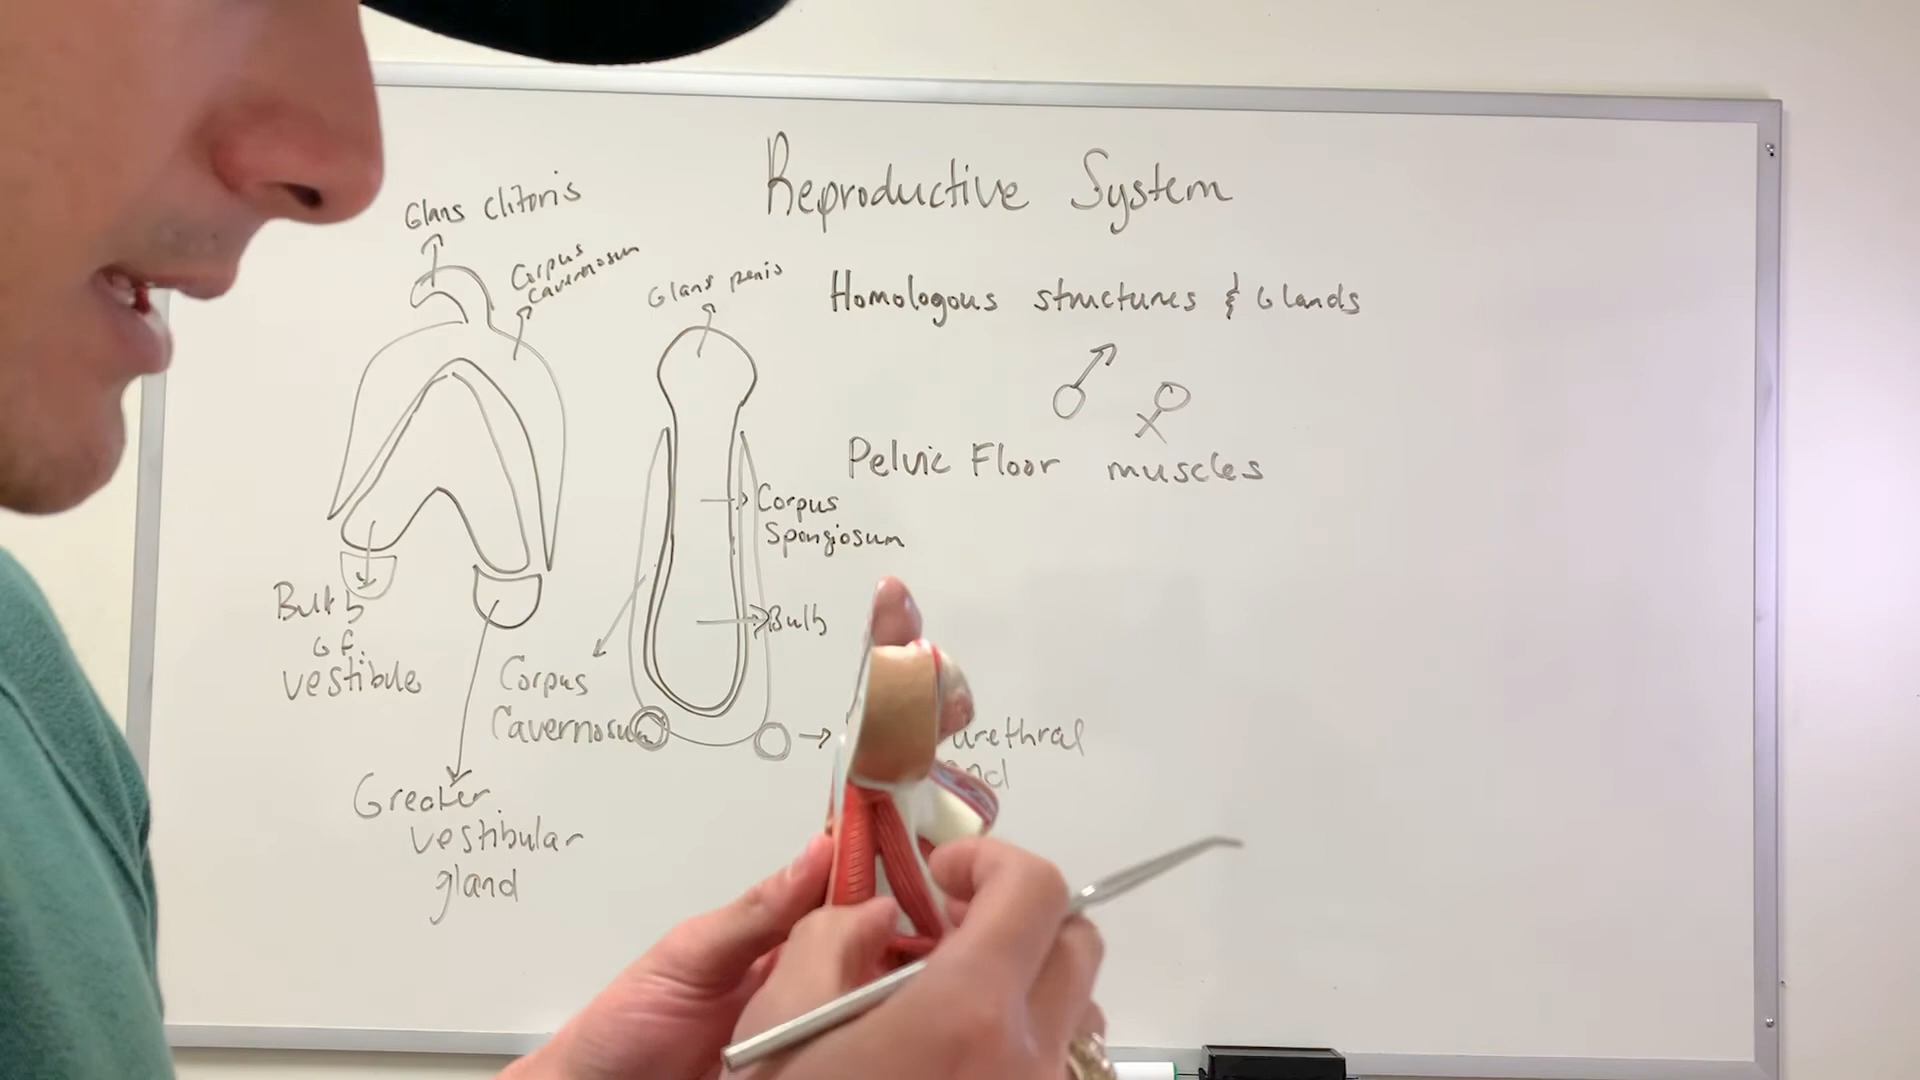 Reproductive System
Homologous structures & Glands
Pelvic Floor muscles
Glans clitoris
Corpus
cavernosum
Bulb
of
vestibule
Greater
vestibular
gland
Glans penis
Corpus
Spongiosum
Bulb
Corpus
Cavernosum
urethral